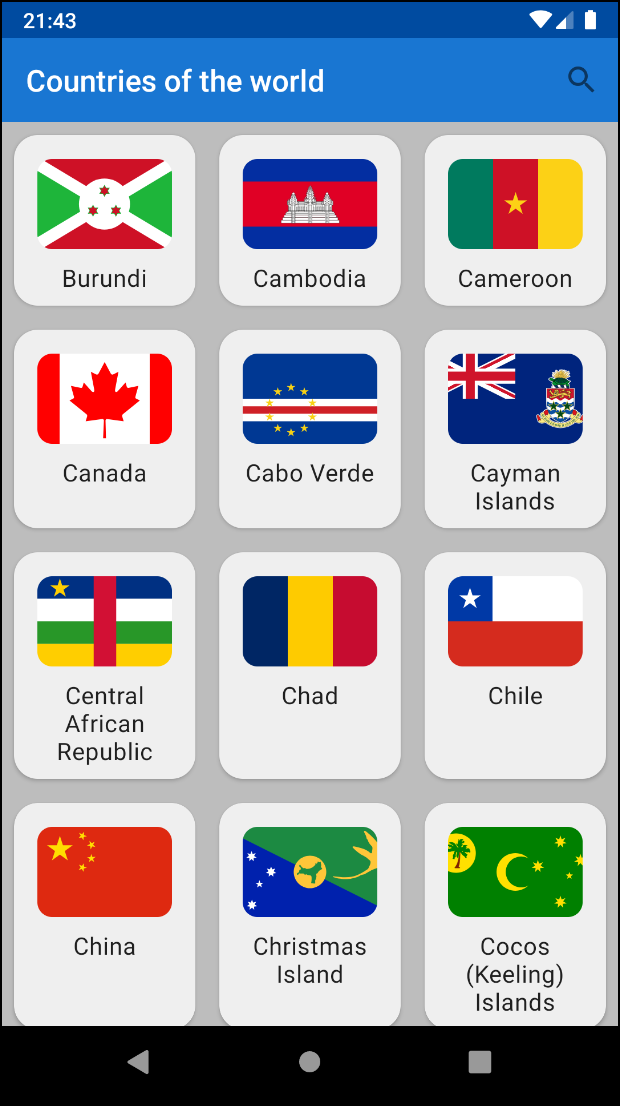 21:43
Countries of the world
Burundi
Cambodia
Cameroon
Canada
Cabo Verde
Cayman
Islands
Central
African
Republic
Chad
Chile
China
Christmas
Island
Cocos
(Keeling)
Islands